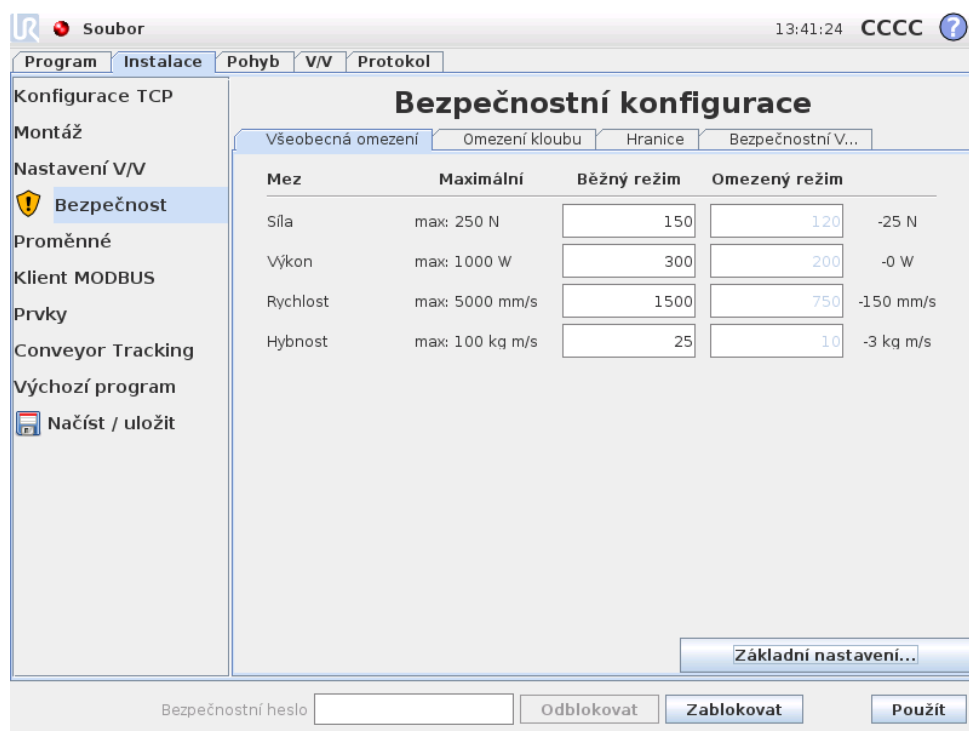 UR Soubor 13:41:24 CCCC ?
Program Instalace Pohyb V/V Protokol
Konfigurace TCP
Montáž
Nastavení V/V
Bezpečnost
Proměnné
Klient MODBUS
Prvky
Conveyor Tracking
Výchozí program
Načíst / uložit
Bezpečnostní konfigurace
Všeobecná omezení Omezení kloubu Hranice Bezpečnostní V...
Mez Maximální Běžný režim Omezený režim
Síla max: 250 N 150 120 -25 N
Výkon max: 1000 W 300 200 -0 W
Rychlost max: 5000 mm/s 1500 750 -150 mm/s
Hybnost max: 100 kg m/s 25 10 -3 kg m/s
Základní nastavení...
Bezpečnostní heslo Odblokovat Zablokovat Použít